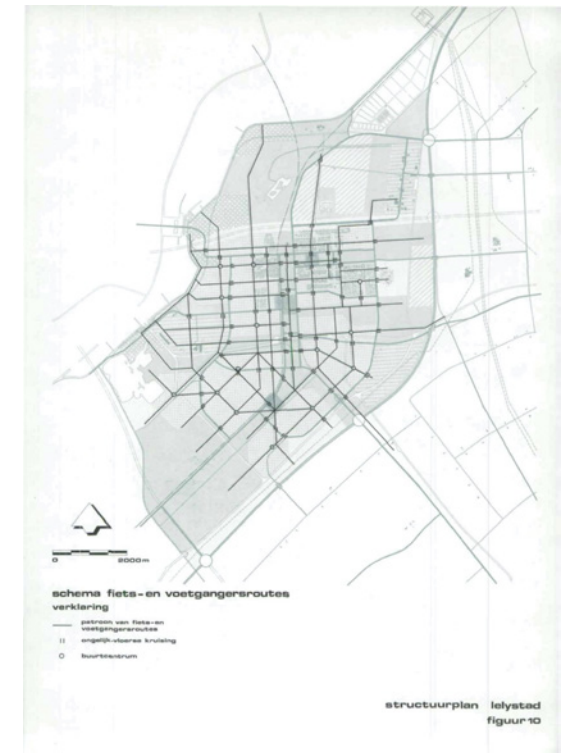 0 2000m
schema fiets- en voetgangersroutes
verklaring
patroon van fiets-en
voetgangersroutes
ongelijk-vloerse kruising
buurtcentrum
structuurplan lelystad
figuur 10